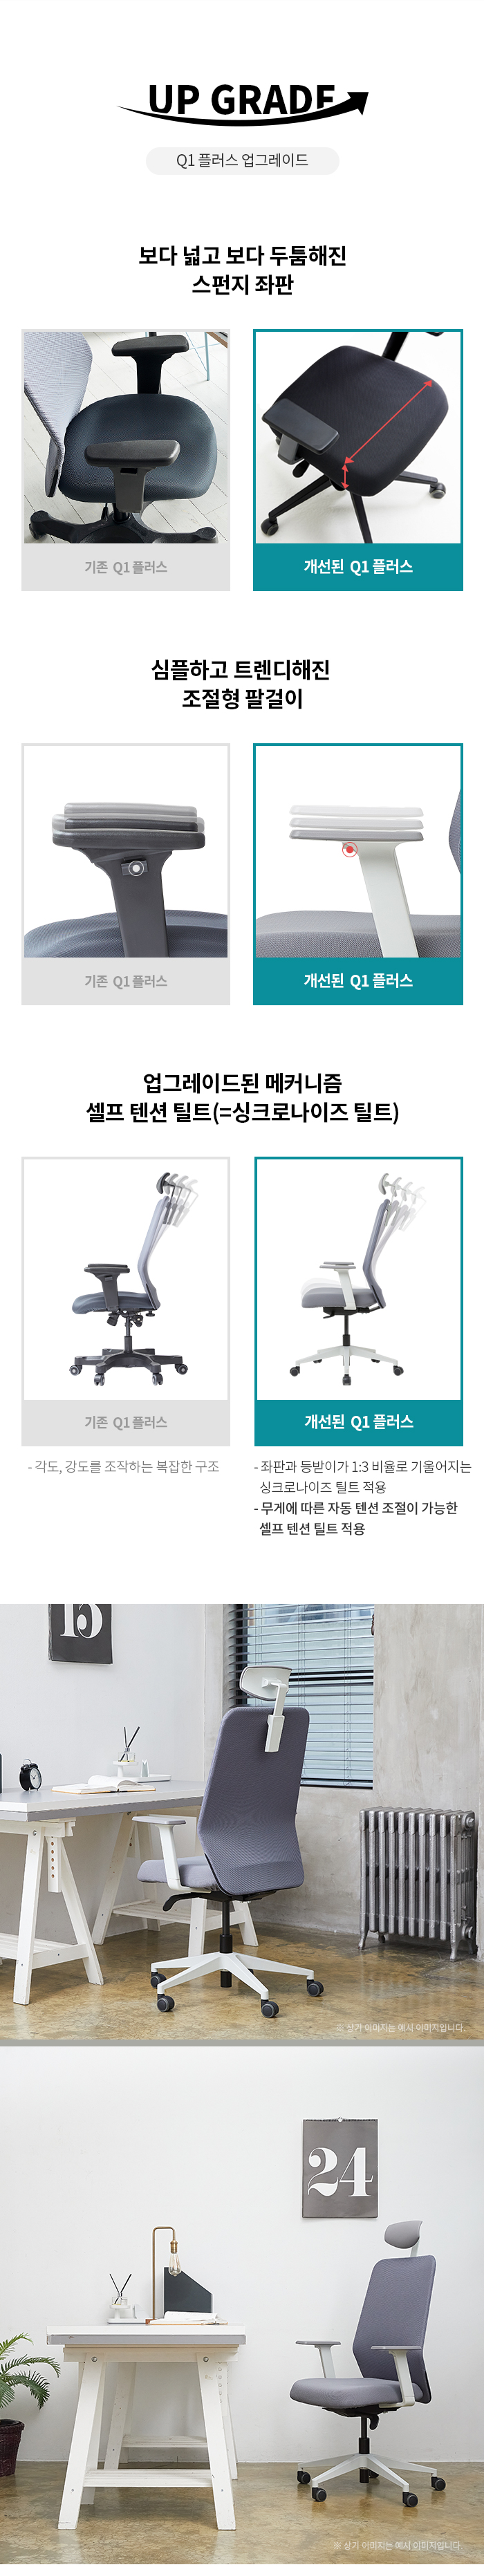 UP GRADE
Q1 플러스 업그레이드
보다 넓고 보다 두툼해진
스펀지 좌판
기존 Q1 플러스
개선된 Q1 플러스
심플하고 트렌디해진
조절형 팔걸이
기존 Q1 플러스
개선된 Q1 플러스
업그레이드된 메커니즘
셀프 텐션 틸트(=싱크로나이즈 틸트)
기존 Q1 플러스
개선된 Q1 플러스
- 각도, 강도를 조작하는 복잡한 구조
- 좌판과 등받이가 1:3 비율로 기울어지는
싱크로나이즈 틸트 적용
- 무게에 따른 자동 텐션 조절이 가능한
셀프 텐션 틸트 적용
15
※ 상기 이미지는 예시 이미지입니다.
24
※ 상기 이미지는 예시 이미지입니다.